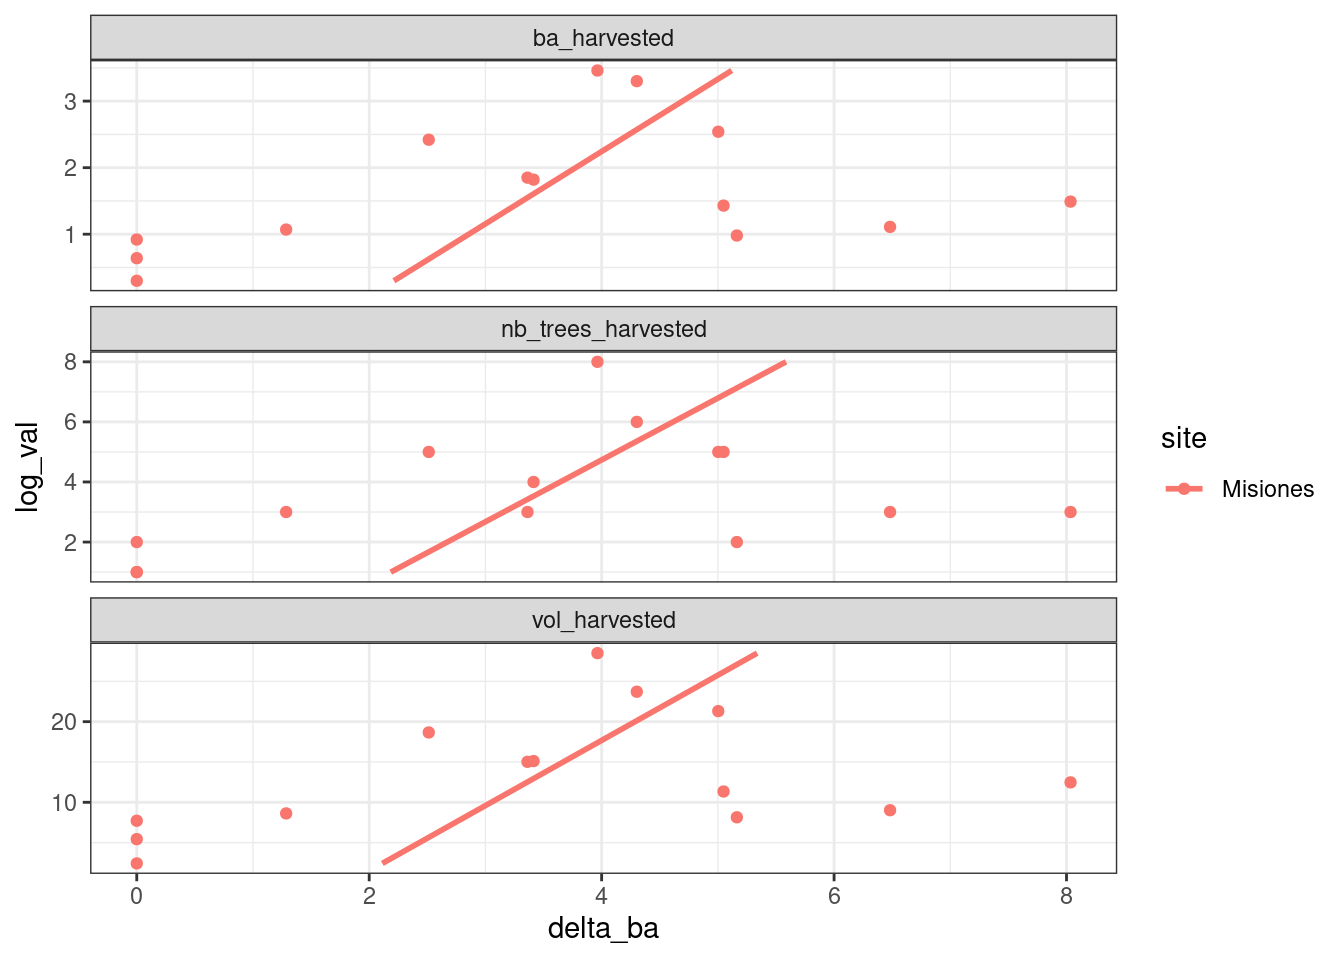 ba_harvested
3
2
1
nb_trees_harvested
8
6
4
2
vol_harvested
20
10
0 2 4 6 8
delta_ba
log_val
site
Misiones